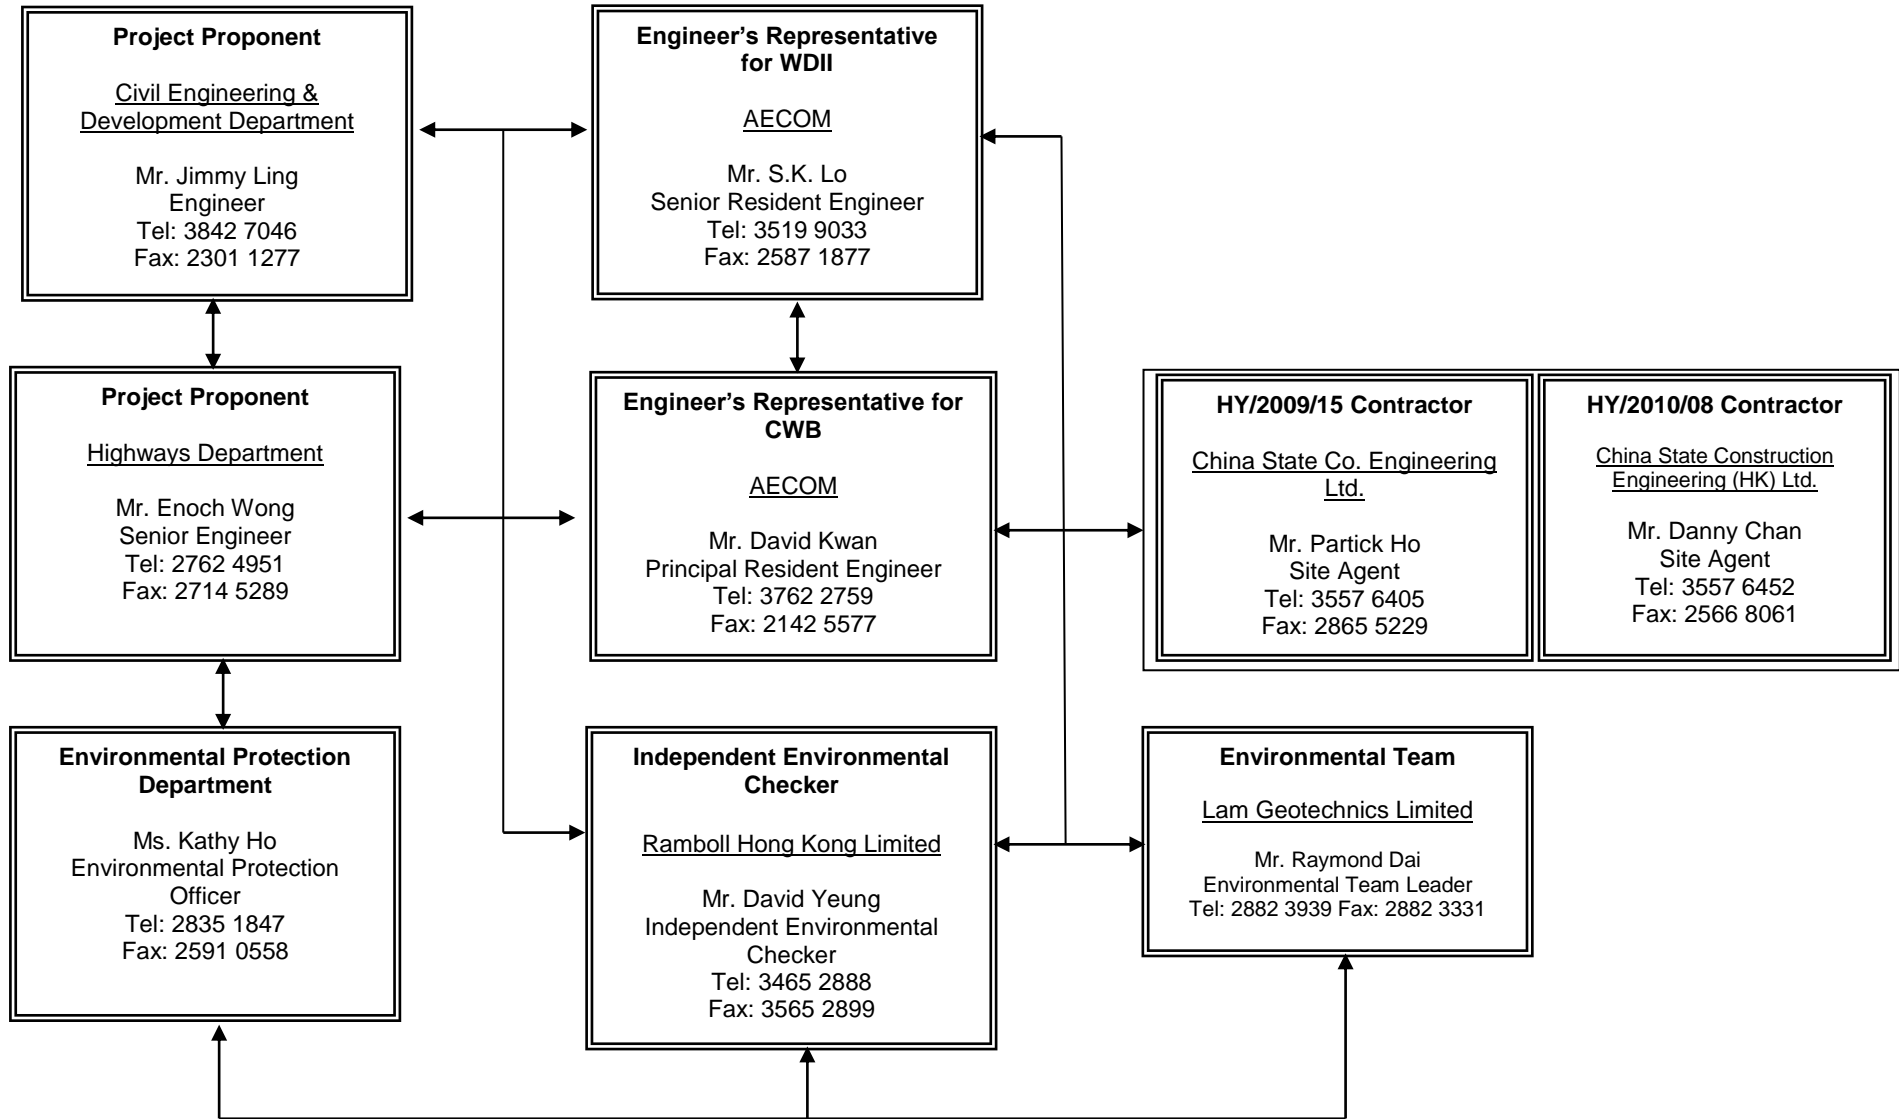 Project Proponent
Civil Engineering &
Development Department
Mr. Jimmy Ling
Engineer
Tel: 3842 7046
Fax: 2301 1277
Engineer’s Representative
for WDII
AECOM
Mr. S.K. Lo
Senior Resident Engineer
Tel: 3519 9033
Fax: 2587 1877
Project Proponent
Highways Department
Mr. Enoch Wong
Senior Engineer
Tel: 2762 4951
Fax: 2714 5289
Engineer’s Representative for
CWB
AECOM
Mr. David Kwan
Principal Resident Engineer
Tel: 3762 2759
Fax: 2142 5577
HY/2009/15 Contractor
China State Co. Engineering
Ltd.
Mr. Partick Ho
Site Agent
Tel: 3557 6405
Fax: 2865 5229
HY/2010/08 Contractor
China State Construction
Engineering (HK) Ltd.
Mr. Danny Chan
Site Agent
Tel: 3557 6452
Fax: 2566 8061
Environmental Protection
Department
Ms. Kathy Ho
Environmental Protection
Officer
Tel: 2835 1847
Fax: 2591 0558
Independent Environmental
Checker
Ramboll Hong Kong Limited
Mr. David Yeung
Independent Environmental
Checker
Tel: 3465 2888
Fax: 3565 2899
Environmental Team
Lam Geotechnics Limited
Mr. Raymond Dai
Environmental Team Leader
Tel: 2882 3939 Fax: 2882 3331